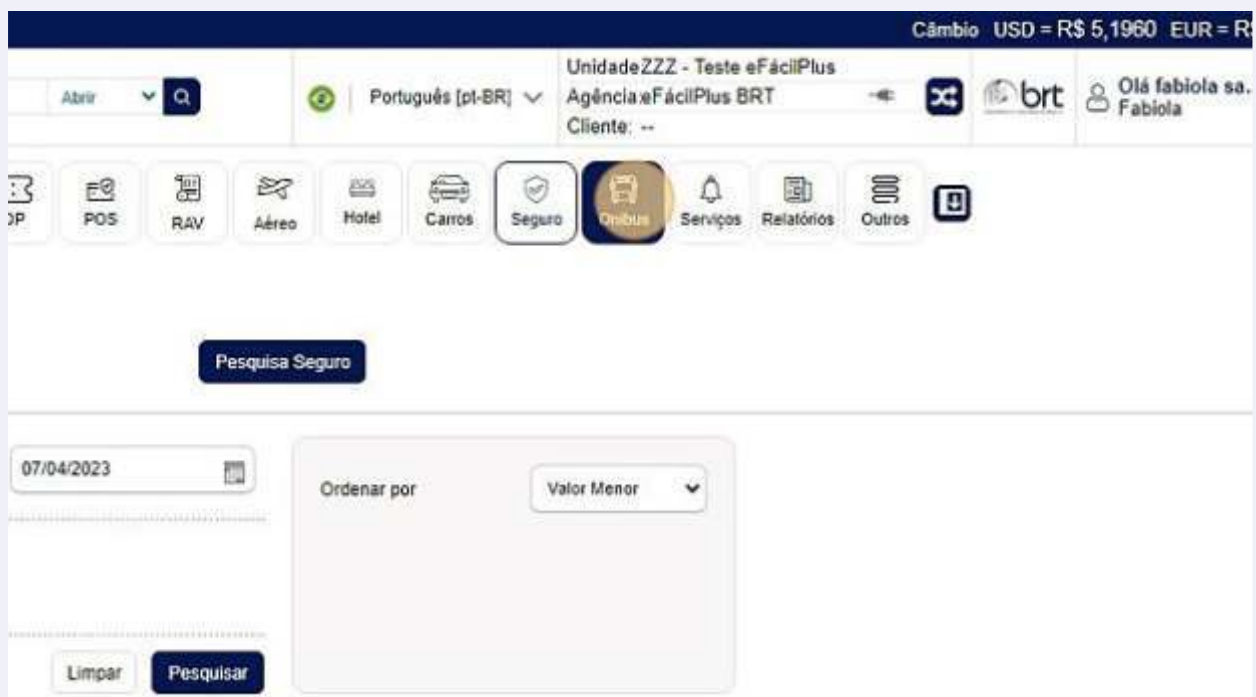 Câmbio USD = R$ 5,1960 EUR = R$
Abrir
Português [pt-BR]
UnidadeZZZ - Teste eFácilPlus
Agência:eFácilPlus BRT
Cliente: --
brt
Olá fabiola sa.
Fabiola
OP
POS
RAV
Aéreo
Hotel
Carros
Seguro
Ônibus
Serviços
Relatórios
Outros
Pesquisa Seguro
07/04/2023
Ordenar por
Valor Menor
Limpar
Pesquisar